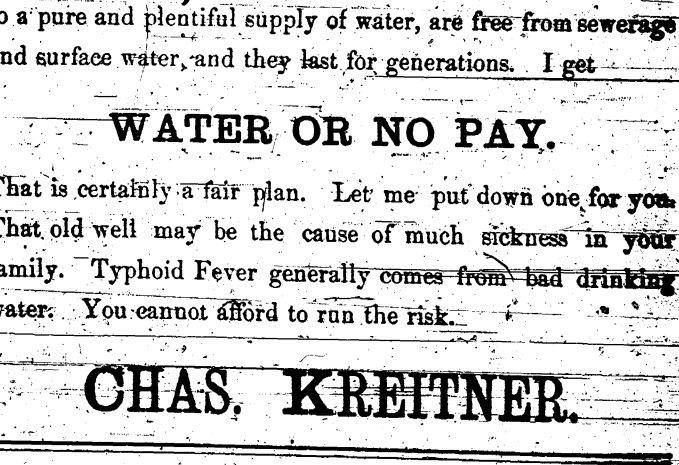 o a pure and plentiful supply of water, are free from sewerage
nd surface water, and they last for generations. I get
WATER OR NO PAY.
That is certainly a fair plan. Let me put down one for you.
That old well may be the cause of much sickness in your
amily. Typhoid Fever generally comes from bad drinking
vater. You cannot afford to run the risk.
CHAS. KREITNER.